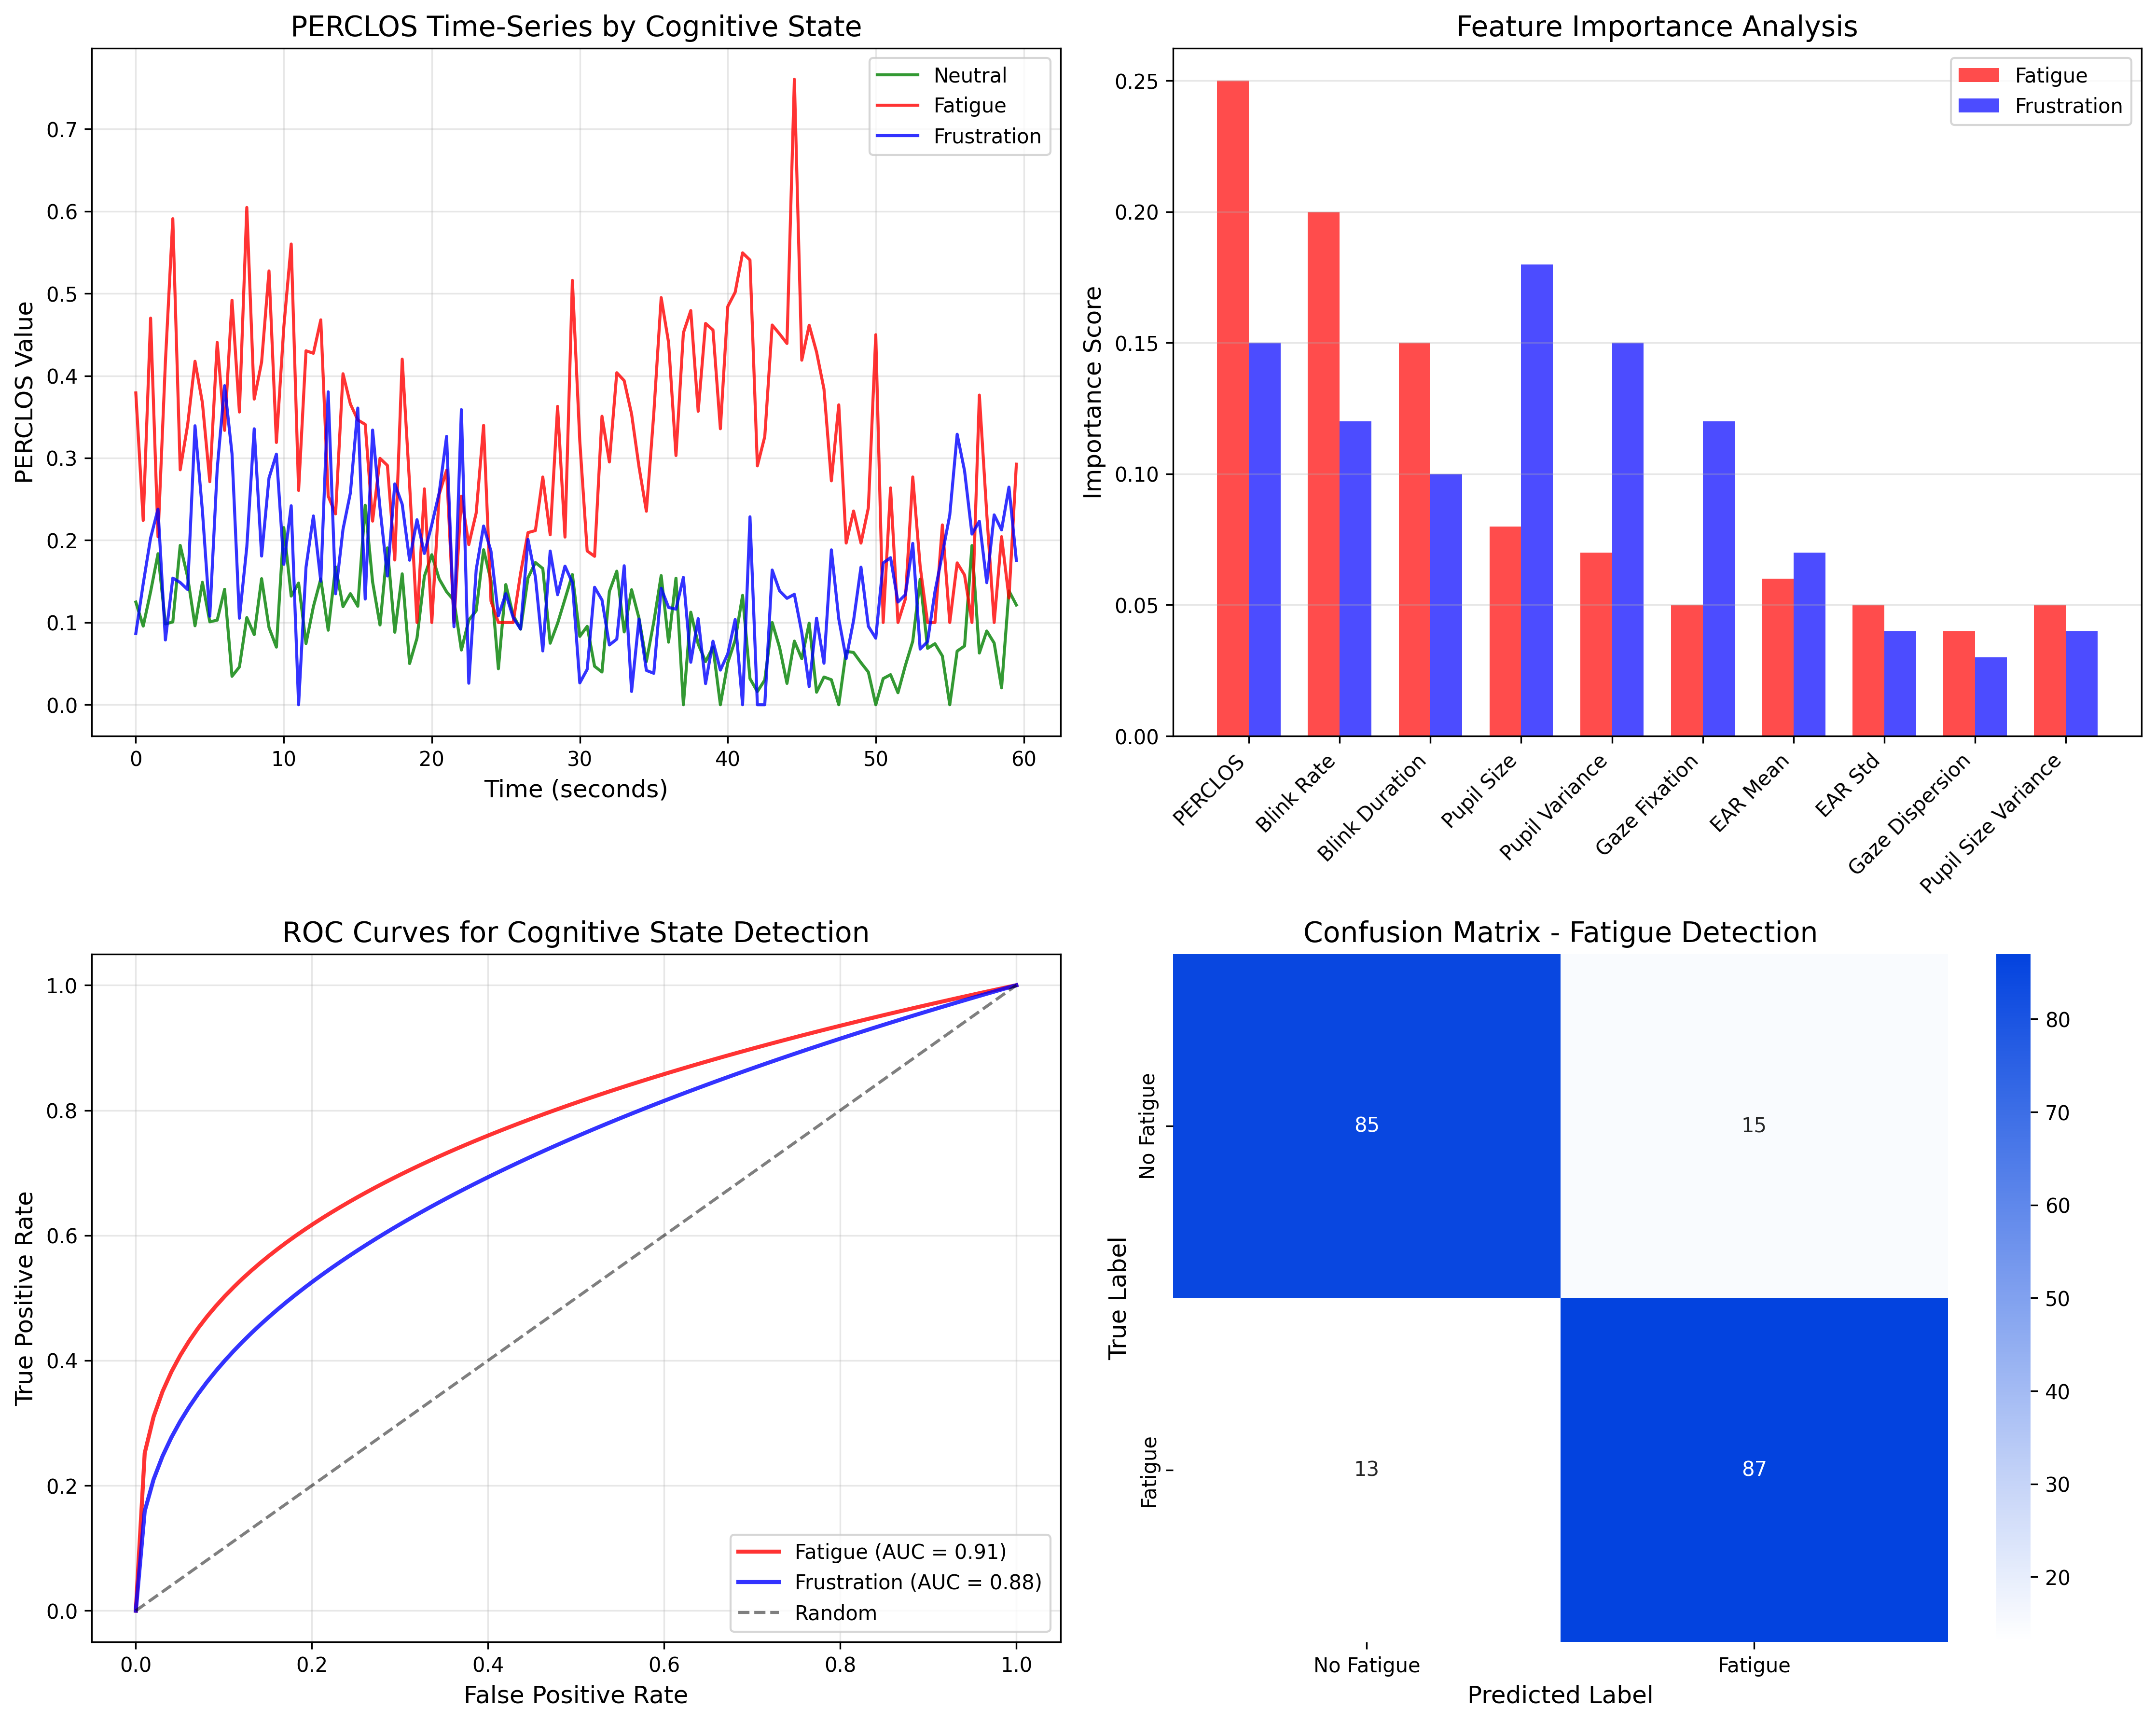 PERCLOS Time-Series by Cognitive State
Neutral
Fatigue
Frustration
PERCLOS Value
0.7
0.6
0.5
0.4
0.3
0.2
0.1
0.0
0
10
20
30
40
50
60
Time (seconds)
Feature Importance Analysis
Fatigue
Frustration
Importance Score
0.25
0.20
0.15
0.10
0.05
0.00
PERCLOS
Blink Rate
Blink Duration
Pupil Size
Pupil Variance
Gaze Fixation
EAR Mean
EAR Std
Gaze Dispersion
Pupil Size Variance
ROC Curves for Cognitive State Detection
True Positive Rate
1.0
0.8
0.6
0.4
0.2
0.0
Fatigue (AUC = 0.91)
Frustration (AUC = 0.88)
Random
0.0
0.2
0.4
0.6
0.8
1.0
False Positive Rate
Confusion Matrix - Fatigue Detection
True Label
No Fatigue
85
15
Fatigue
13
87
No Fatigue
Fatigue
Predicted Label
80
70
60
50
40
30
20